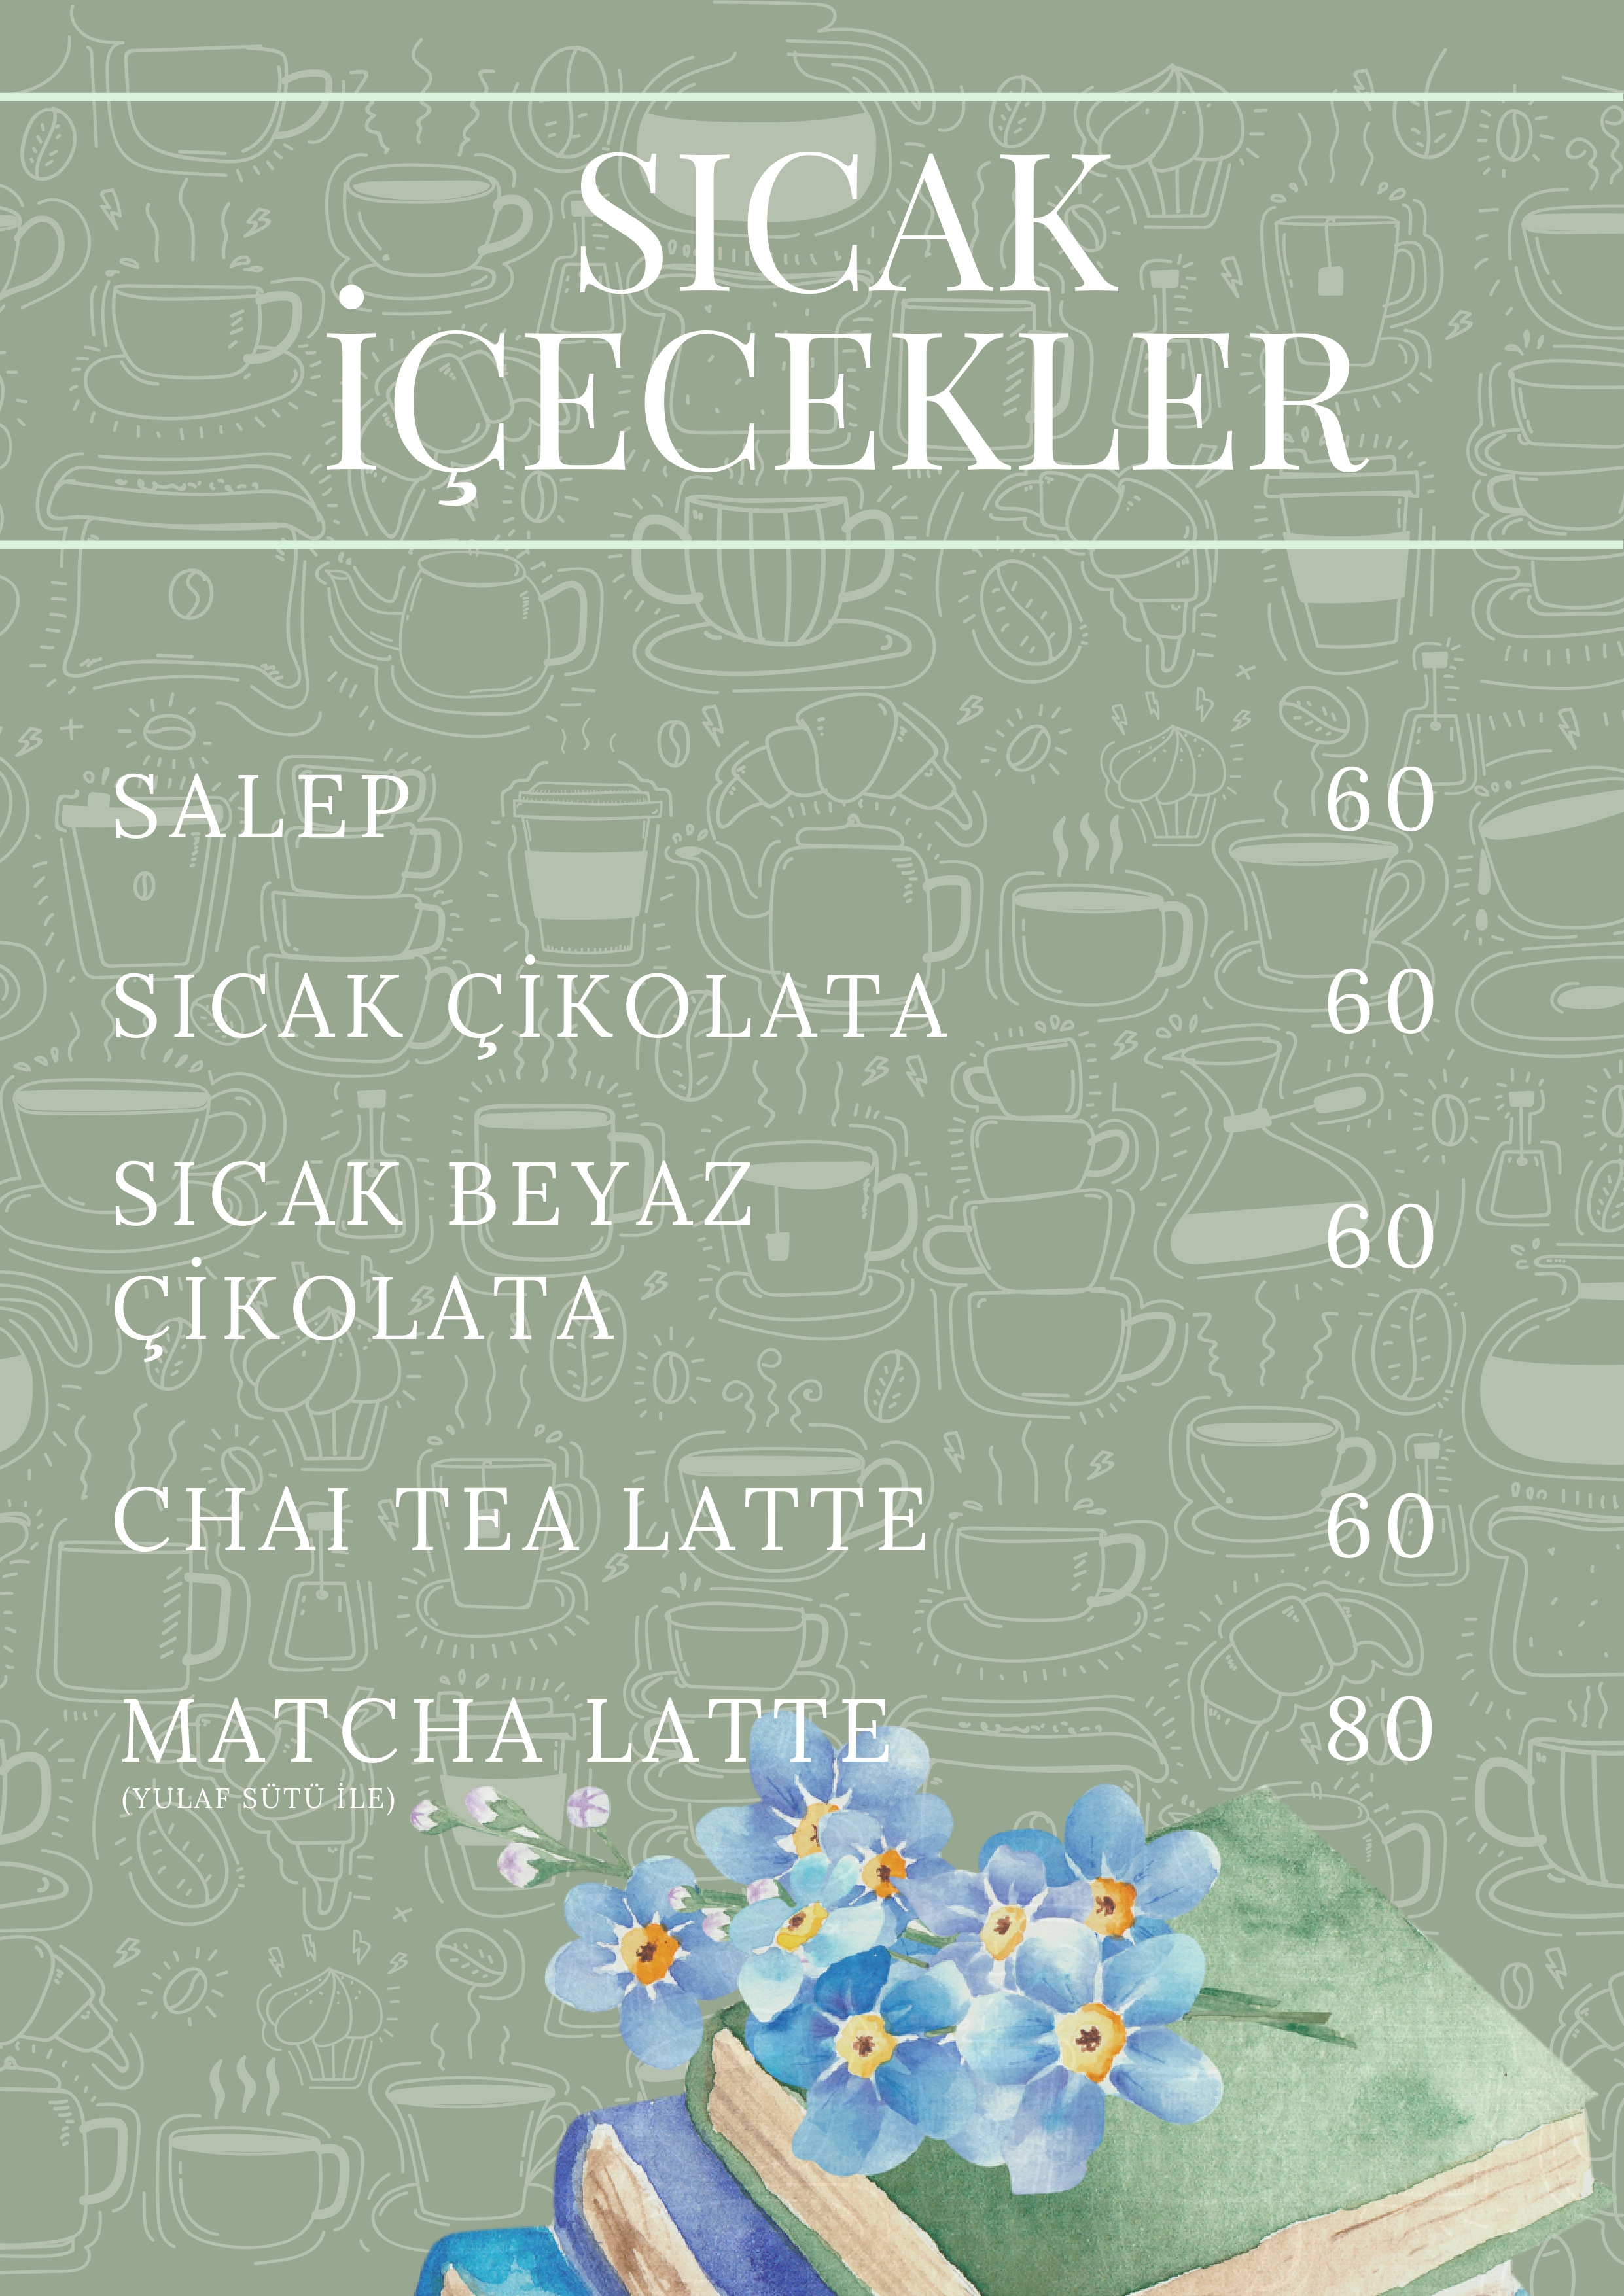 SICAK
İÇECEKLER
SALEP 60
SICAK ÇİKOLATA 60
SICAK BEYAZ
ÇİKOLATA 60
CHAI TEA LATTE 60
MATCHA LATTE 80
(YULAF SÜTÜ İLE)